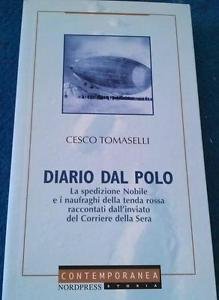 CESCO TOMASELLI
DIARIO DAL POLO
La spedizione Nobile
e i naufraghi della tenda rossa
raccontati dall'inviato
del Corriere della Sera
CONTEMPORANEA
NORDPRESS STORIA